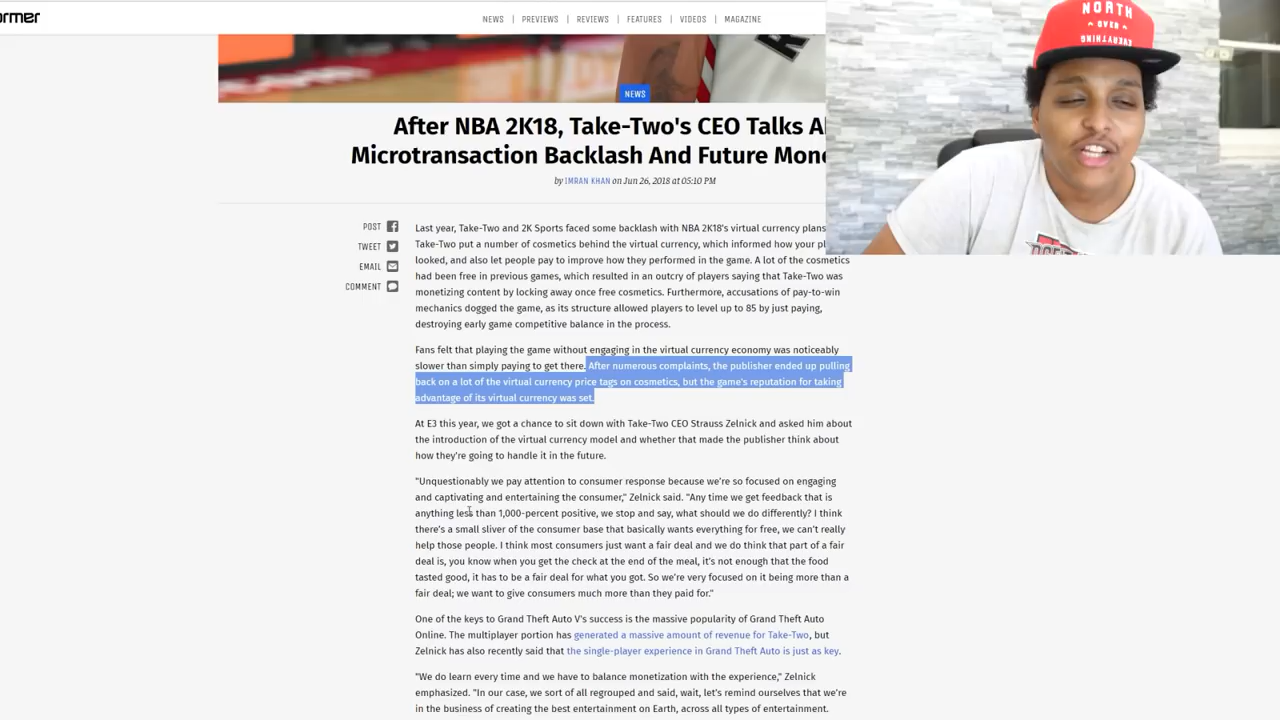 ormer
NEWS | PREVIEWS | REVIEWS | FEATURES | VIDEOS | MAGAZINE
NORTH
READ
EVERYTHING
NEWS
After NBA 2K18, Take-Two's CEO Talks A
Microtransaction Backlash And Future Mone
by IMRAN KHAN on Jun 26, 2018 at 05:10 PM
POST
TWEET
EMAIL
COMMENT
Last year, Take-Two and 2K Sports faced some backlash with NBA 2K18's virtual currency plans
Take-Two put a number of cosmetics behind the virtual currency, which informed how your pl
looked, and also let people pay to improve how they performed in the game. A lot of the cosmetics
had been free in previous games, which resulted in an outcry of players saying that Take-Two was
monetizing content by locking away once free cosmetics. Furthermore, accusations of pay-to-win
mechanics dogged the game, as its structure allowed players to level up to 85 by just paying,
destroying early game competitive balance in the process.
Fans felt that playing the game without engaging in the virtual currency economy was noticeably
slower than simply paying to get there. After numerous complaints, the publisher ended up pulling
back on a lot of the virtual currency price tags on cosmetics, but the game's reputation for taking
advantage of its virtual currency was set.
At E3 this year, we got a chance to sit down with Take-Two CEO Strauss Zelnick and asked him about
the introduction of the virtual currency model and whether that made the publisher think about
how they're going to handle it in the future.
"Unquestionably we pay attention to consumer response because we're so focused on engaging
and captivating and entertaining the consumer," Zelnick said. "Any time we get feedback that is
anything less than 1,000-percent positive, we stop and say, what should we do differently? I think
there's a small sliver of the consumer base that basically wants everything for free, we can't really
help those people. I think most consumers just want a fair deal and we do think that part of a fair
deal is, you know when you get the check at the end of the meal, it's not enough that the food
tasted good, it has to be a fair deal for what you got. So we're very focused on it being more than a
fair deal; we want to give consumers much more than they paid for."
One of the keys to Grand Theft Auto V's success is the massive popularity of Grand Theft Auto
Online. The multiplayer portion has generated a massive amount of revenue for Take-Two, but
Zelnick has also recently said that the single-player experience in Grand Theft Auto is just as key.
"We do learn every time and we have to balance monetization with the experience," Zelnick
emphasized. "In our case, we sort of all regrouped and said, wait, let's remind ourselves that we're
in the business of creating the best entertainment on Earth, across all types of entertainment.